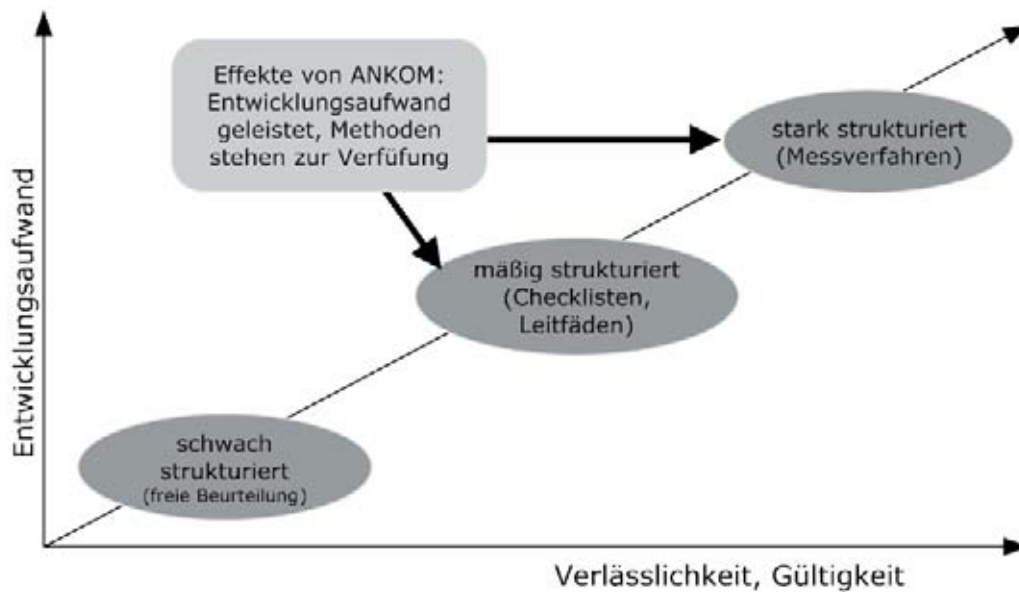 Effekte von ANKOM:
Entwicklungsaufwand
geleistet, Methoden
stehen zur Verfüfung
stark strukturiert
(Messverfahren)
mäßig strukturiert
(Checklisten,
Leitfäden)
schwach
strukturiert
(freie Beurteilung)
Entwicklungsaufwand
Verlässlichkeit, Gültigkeit